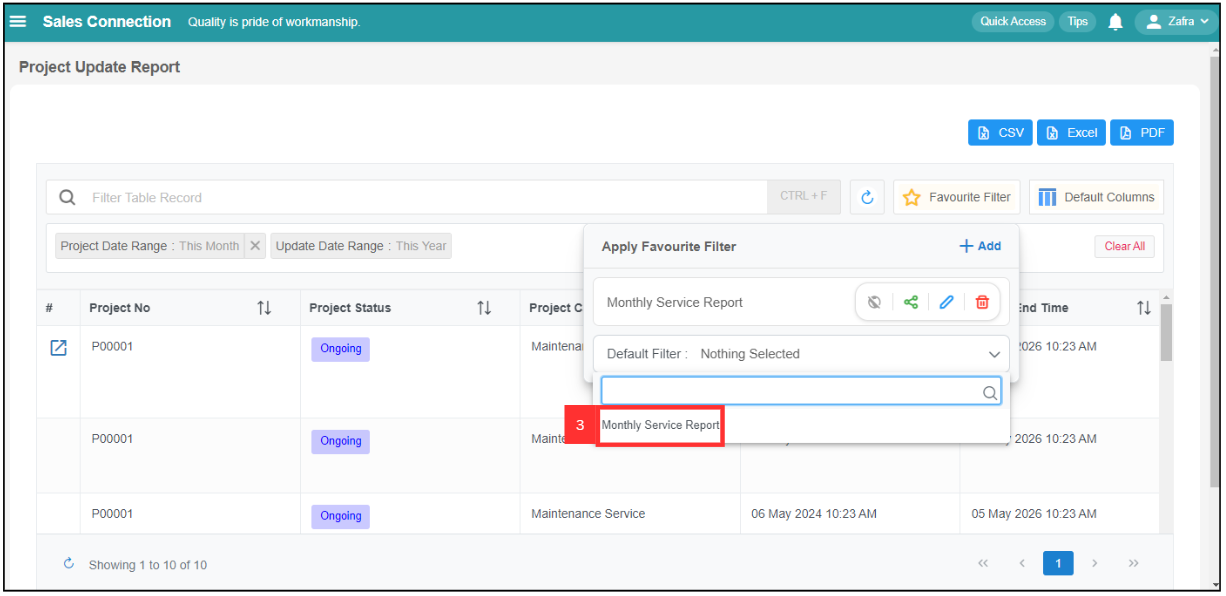 Sales Connection Quality is pride of workmanship. Quick Access Tips Zafra
Project Update Report
CSV Excel PDF
Filter Table Record CTRL + F Favourite Filter Default Columns
Project Date Range : This Month Update Date Range : This Year Clear All
Apply Favourite Filter + Add
Monthly Service Report
# Project No Project Status Project C End Time
P00001 Ongoing 2026 10:23 AM
Default Filter : Nothing Selected
3 Monthly Service Report
P00001 Ongoing 2026 10:23 AM
P00001 Ongoing Maintenance Service 06 May 2024 10:23 AM 05 May 2026 10:23 AM
Showing 1 to 10 of 10 << < 1 > >>